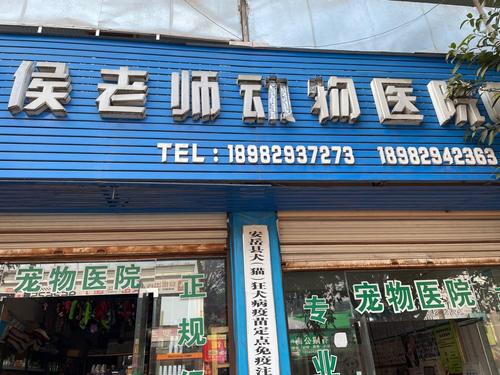 侯老师动物医院
TEL：18982937273 18982942363
宠物医院
正规
安岳县犬(猫)狂犬病疫苗定点免疫注
专业
宠物医院